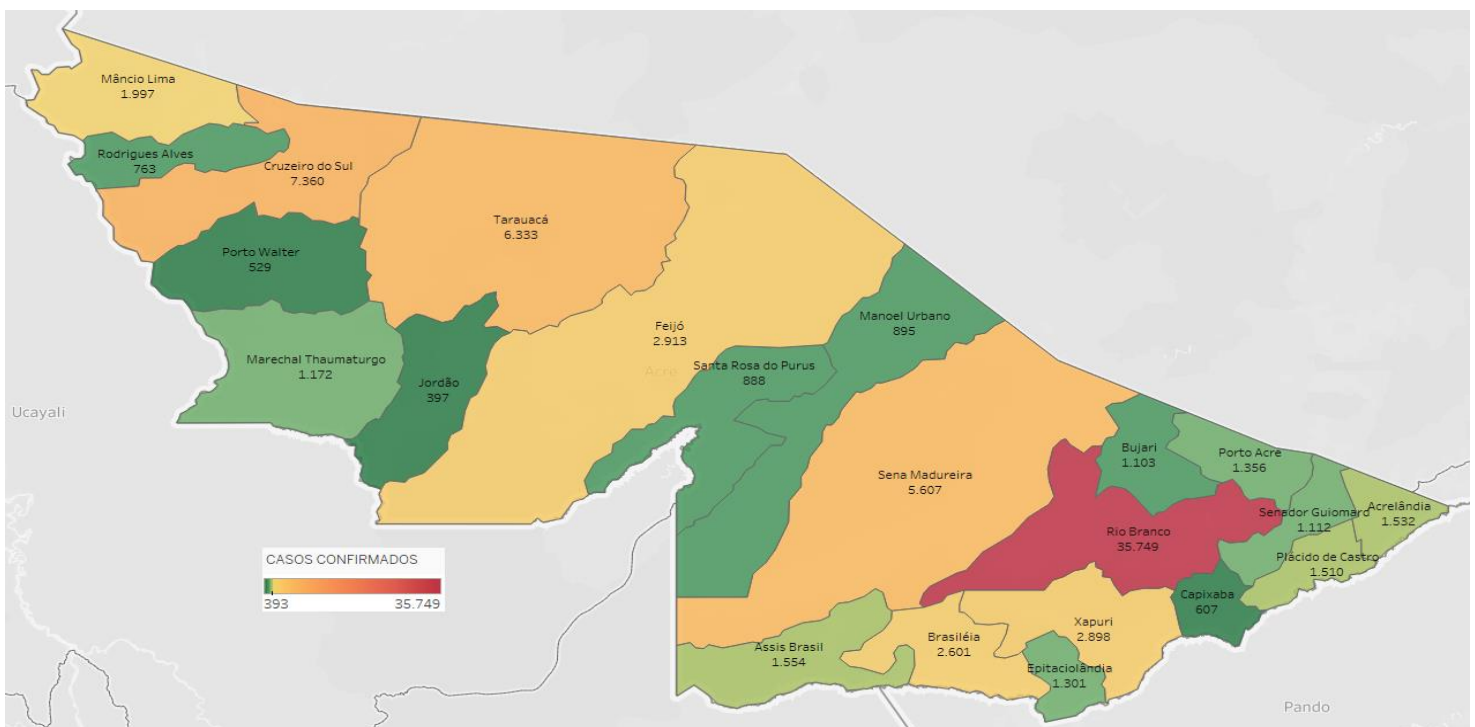 Mâncio Lima
1.997
Rodrigues Alves
763
Cruzeiro do Sul
7.360
Tarauacá
6.333
Porto Walter
529
Marechal Thaumaturgo
1.172
Jordão
397
Feijó
2.913
Acre
Manoel Urbano
895
Santa Rosa do Purus
888
Ucayali
Sena Madureira
5.607
Bujari
1.103
Porto Acre
1.356
Senador Guiomard
1.112
Acrelândia
1.532
Rio Branco
35.749
Plácido de Castro
1.510
Capixaba
607
Xapuri
2.898
Brasiléia
2.601
Assis Brasil
1.554
Epitaciolândia
1.301
Pando
CASOS CONFIRMADOS
393 35.749